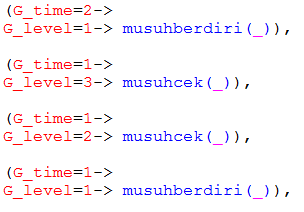 (G_time=2->
G_level=1-> musuhberdiri(_)),
(G_time=1->
G_level=3-> musuhcek(_)),
(G_time=1->
G_level=2-> musuhcek(_)),
(G_time=1->
G_level=1-> musuhberdiri(_)),